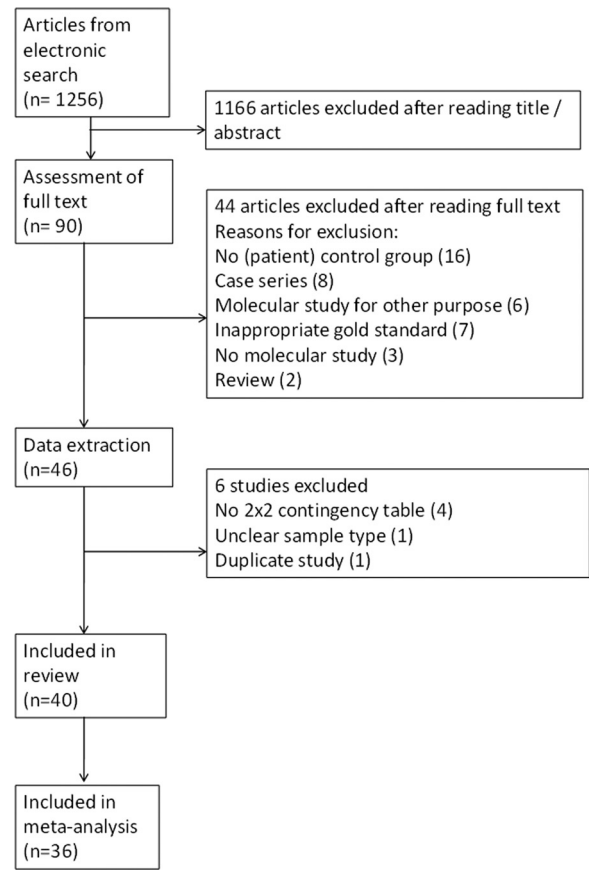 Articles from
electronic
search
(n= 1256)
1166 articles excluded after reading title /
abstract
Assessment of
full text
(n= 90)
44 articles excluded after reading full text
Reasons for exclusion:
No (patient) control group (16)
Case series (8)
Molecular study for other purpose (6)
Inappropriate gold standard (7)
No molecular study (3)
Review (2)
Data extraction
(n=46)
6 studies excluded
No 2x2 contingency table (4)
Unclear sample type (1)
Duplicate study (1)
Included in
review
(n=40)
Included in
meta-analysis
(n=36)